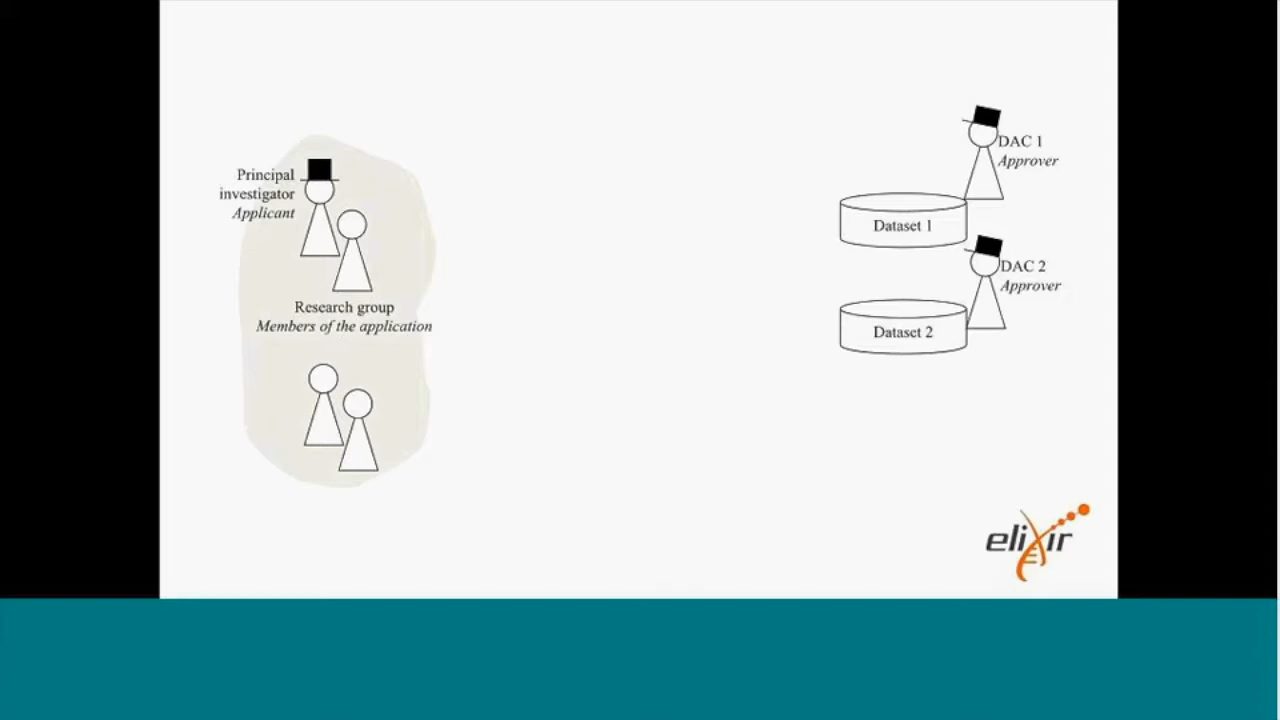 Principal
investigator
Applicant
Research group
Members of the application
DAC 1
Approver
Dataset 1
DAC 2
Approver
Dataset 2
elixir